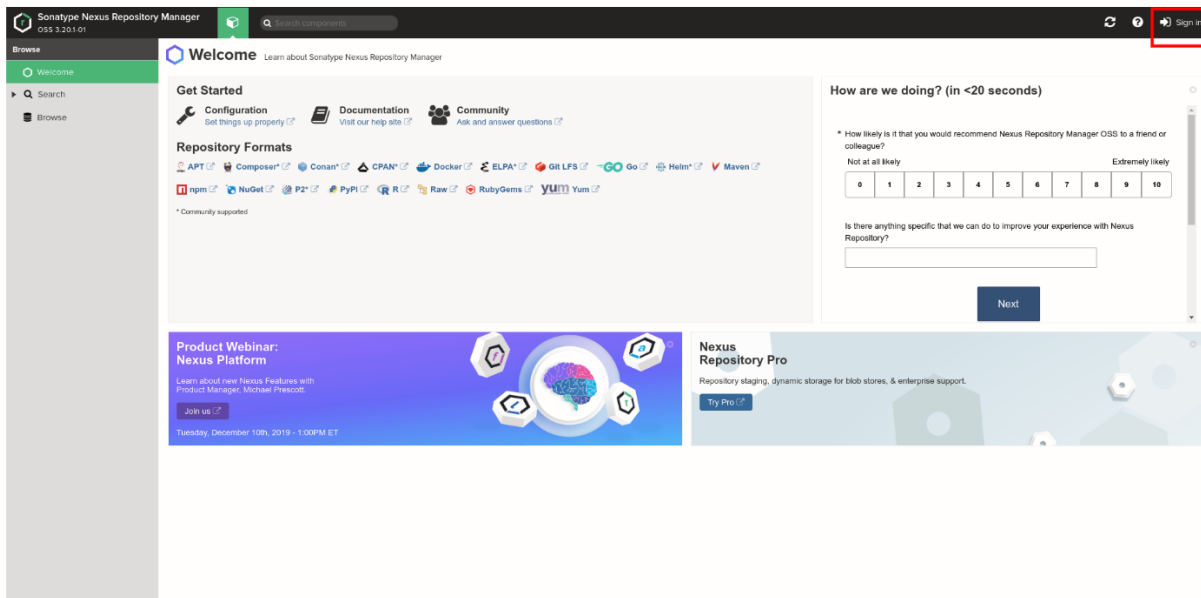 Sonatype Nexus Repository Manager
OSS 3.20.1-01
Search components
Sign in
Browse
Welcome
Search
Browse
Welcome Learn about Sonatype Nexus Repository Manager
Get Started
Configuration
Set things up properly
Documentation
Visit our help site
Community
Ask and answer questions
Repository Formats
APT Composer* Conan* CPAN* Docker ELPA* Git LFS GO Go Helm* Maven
npm NuGet P2* PyPI R RubyGems Raw yum Yum
* Community supported
How are we doing? (in <20 seconds)
* How likely is it that you would recommend Nexus Repository Manager OSS to a friend or
colleague?
Not at all likely Extremely likely
0 1 2 3 4 5 6 7 8 9 10
Is there anything specific that we can do to improve your experience with Nexus
Repository?
Next
Product Webinar:
Nexus Platform
Learn about new Nexus Features with
Product Manager, Michael Prescott.
Join us
Tuesday, December 10th, 2019 - 1:00PM ET
Nexus
Repository Pro
Repository staging, dynamic storage for blob stores, & enterprise support.
Try Pro